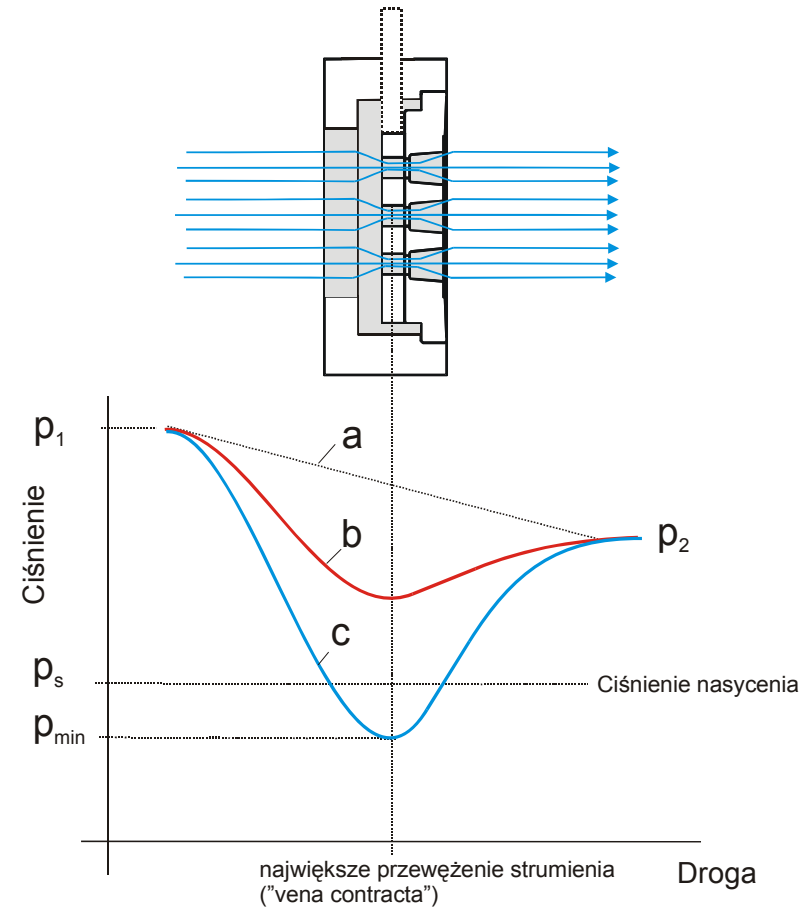 p1
a
b
p2
Ciśnienie
c
ps
Ciśnienie nasycenia
pmin
największe przewężenie strumienia
("vena contracta")
Droga